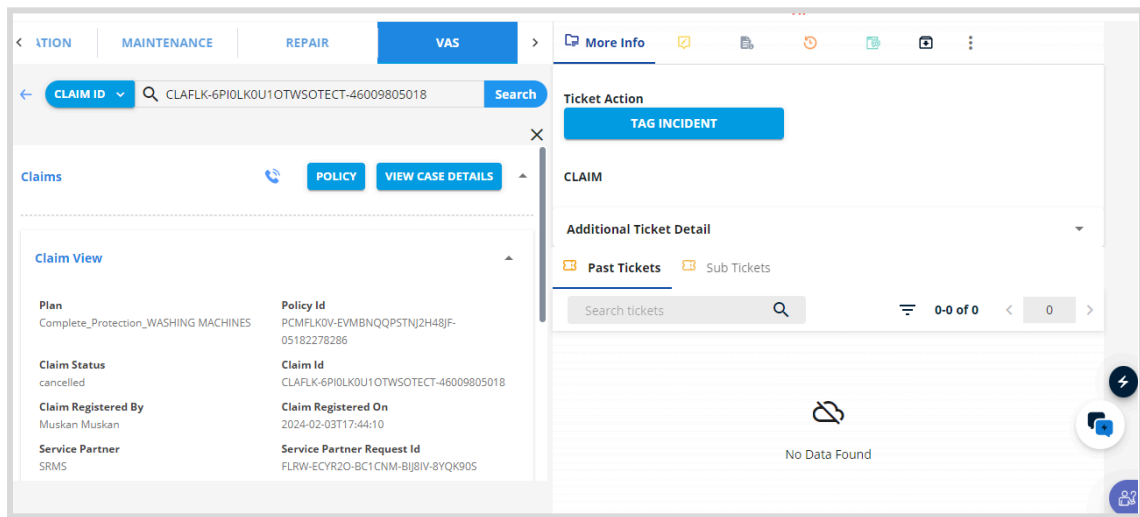 ATION MAINTENANCE REPAIR VAS
CLAIM ID CLAFLK-6PI0LK0U1OTWSOTECT-46009805018 Search
Claims POLICY VIEW CASE DETAILS
Claim View
Plan Policy Id
Complete_Protection_WASHING MACHINES PCMFLK0V-EVMBNQQPSTNJ2H48JF-
05182278286
Claim Status Claim Id
cancelled CLAFLK-6PI0LK0U1OTWSOTECT-46009805018
Claim Registered By Claim Registered On
Muskan Muskan 2024-02-03T17:44:10
Service Partner Service Partner Request Id
SRMS FLRW-ECYR2O-BC1CNM-BIJ8IV-8YQK90S
More Info
Ticket Action
TAG INCIDENT
CLAIM
Additional Ticket Detail
Past Tickets Sub Tickets
Search tickets 0-0 of 0 0
No Data Found